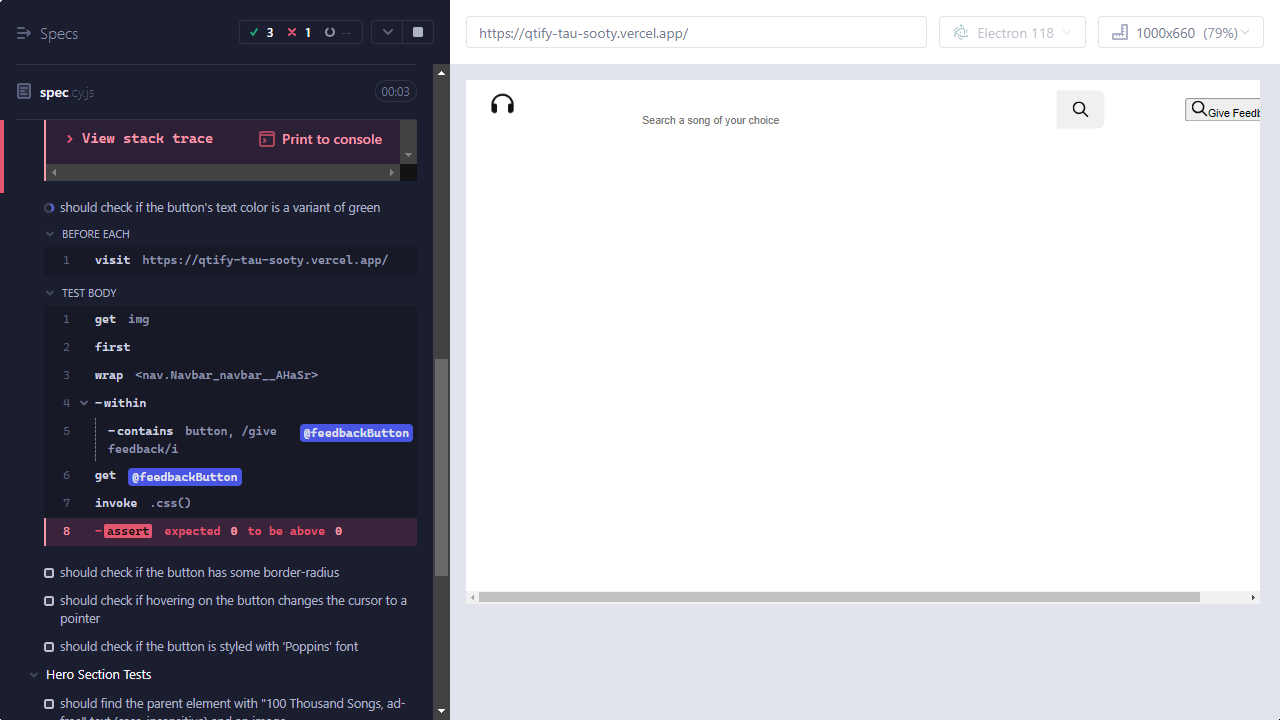 Specs
3 1 --
https://qtify-tau-sooty.vercel.app/
Electron 118
1000x660 (79%)
spec.cy.js
00:03
View stack trace
Print to console
should check if the button's text color is a variant of green
BEFORE EACH
1 visit https://qtify-tau-sooty.vercel.app/
TEST BODY
1 get img
2 first
3 wrap <nav.Navbar_navbar__AHaSr>
4 -within
5 -contains button, /give @feedbackButton
feedback/i
6 get @feedbackButton
7 invoke .css()
8 -assert expected 0 to be above 0
should check if the button has some border-radius
should check if hovering on the button changes the cursor to a
pointer
should check if the button is styled with 'Poppins' font
Hero Section Tests
should find the parent element with "100 Thousand Songs, ad-
free" text (case-insensitive) and an image
Search a song of your choice
Give Feedb